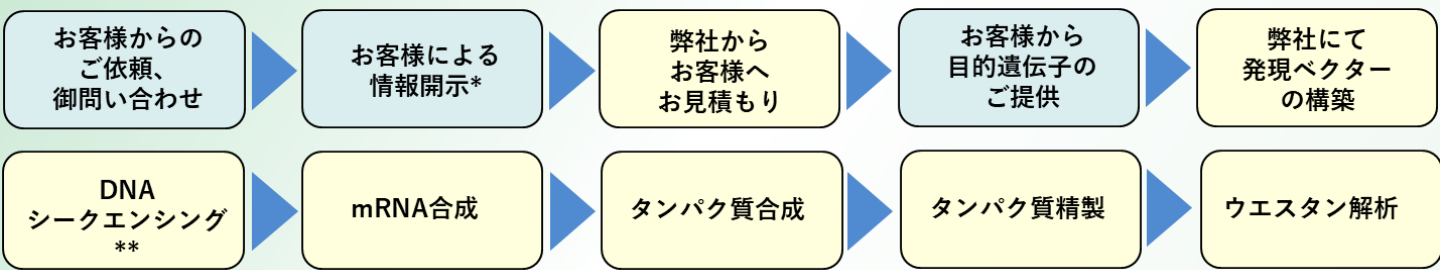 お客様からの
ご依頼、
御問い合わせ
お客様による
情報開示*
弊社から
お客様へ
お見積もり
お客様から
目的遺伝子の
ご提供
弊社にて
発現ベクター
の構築
DNA
シークエンシング
**
mRNA合成
タンパク質合成
タンパク質精製
ウエスタン解析